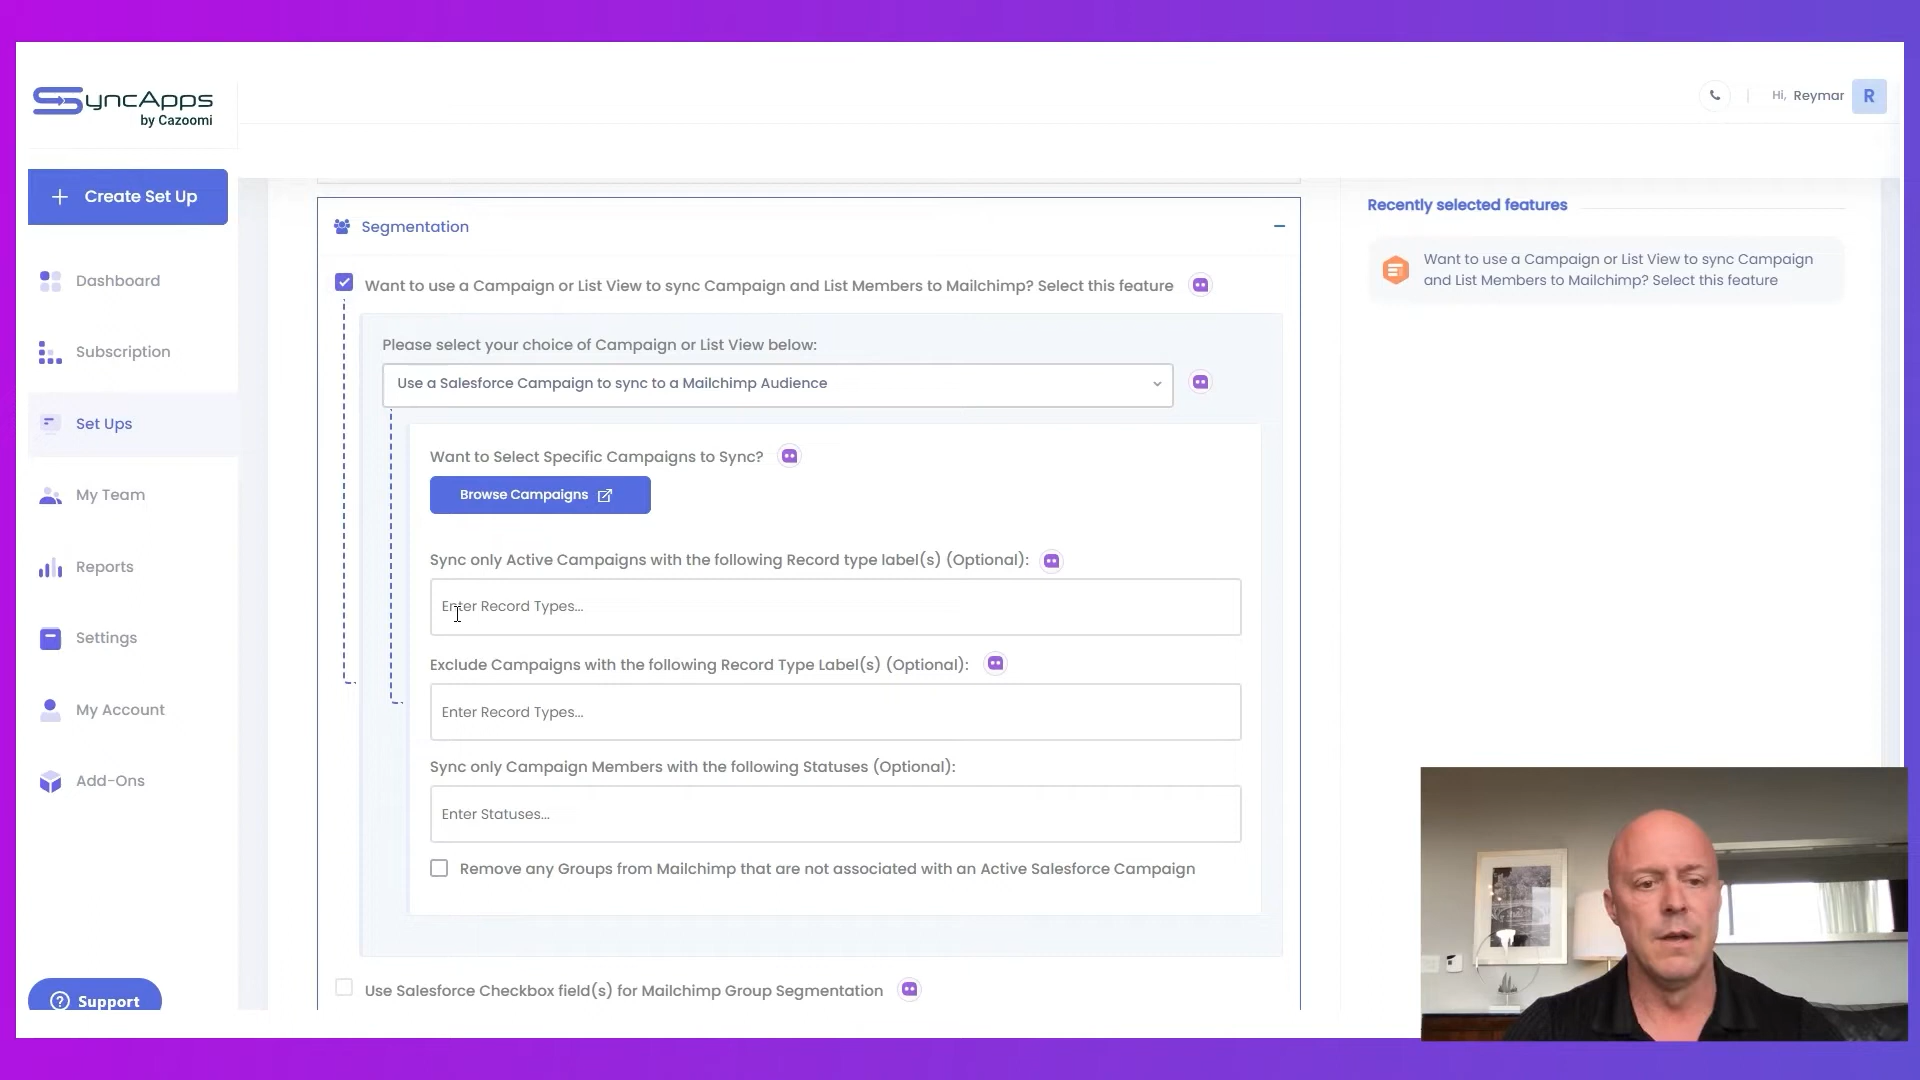 SyncApps
by Cazoomi
Hi, Reymar R
Create Set Up
Dashboard
Subscription
Set Ups
My Team
Reports
Settings
My Account
Add-Ons
Support
Segmentation
Want to use a Campaign or List View to sync Campaign and List Members to Mailchimp? Select this feature
Please select your choice of Campaign or List View below:
Use a Salesforce Campaign to sync to a Mailchimp Audience
Want to Select Specific Campaigns to Sync?
Browse Campaigns
Sync only Active Campaigns with the following Record type label(s) (Optional):
Enter Record Types...
Exclude Campaigns with the following Record Type Label(s) (Optional):
Enter Record Types...
Sync only Campaign Members with the following Statuses (Optional):
Enter Statuses...
Remove any Groups from Mailchimp that are not associated with an Active Salesforce Campaign
Use Salesforce Checkbox field(s) for Mailchimp Group Segmentation
Recently selected features
Want to use a Campaign or List View to sync Campaign
and List Members to Mailchimp? Select this feature